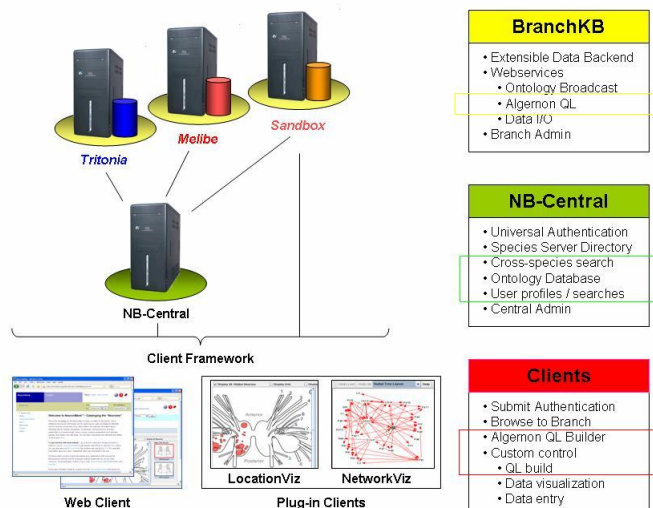 Tritonia
Melibe
Sandbox
NB-Central
Client Framework
Anterior
Posterior
LocationViz
NetworkViz
Web Client
Plug-in Clients
BranchKB
• Extensible Data Backend
• Webservices
• Ontology Broadcast
• Algernon QL
• Data I/O
• Branch Admin
NB-Central
• Universal Authentication
• Species Server Directory
• Cross-species search
• Ontology Database
• User profiles / searches
• Central Admin
Clients
• Submit Authentication
• Browse to Branch
• Algernon QL Builder
• Custom control
• QL build
• Data visualization
• Data entry